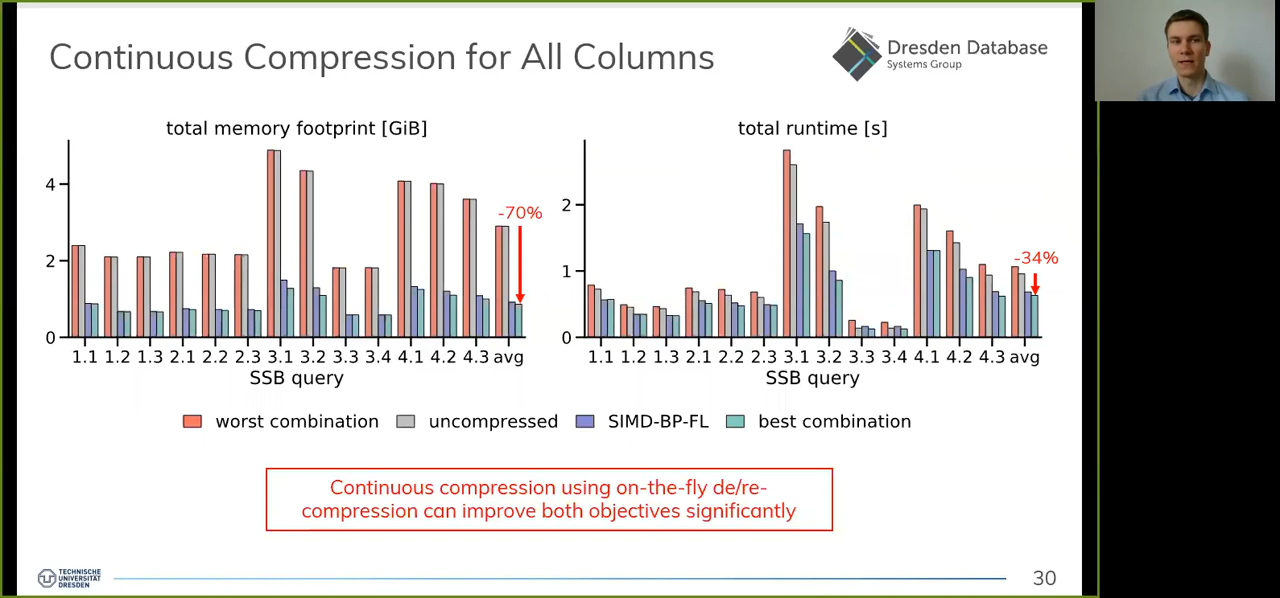 Continuous Compression for All Columns
Dresden Database
Systems Group
total memory footprint [GiB]
4
2
0
-70%
1.1 1.2 1.3 2.1 2.2 2.3 3.1 3.2 3.3 3.4 4.1 4.2 4.3 avg
SSB query
total runtime [s]
2
1
0
-34%
1.1 1.2 1.3 2.1 2.2 2.3 3.1 3.2 3.3 3.4 4.1 4.2 4.3 avg
SSB query
worst combination uncompressed SIMD-BP-FL best combination
Continuous compression using on-the-fly de/re-
compression can improve both objectives significantly
TECHNISCHE
UNIVERSITÄT
DRESDEN
30